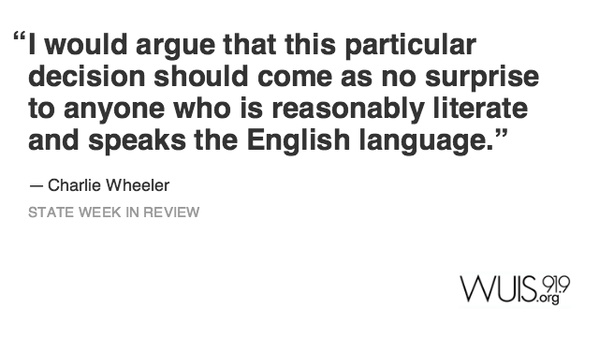 “I would argue that this particular
decision should come as no surprise
to anyone who is reasonably literate
and speaks the English language.”
— Charlie Wheeler
STATE WEEK IN REVIEW
WUIS 91.9
.org